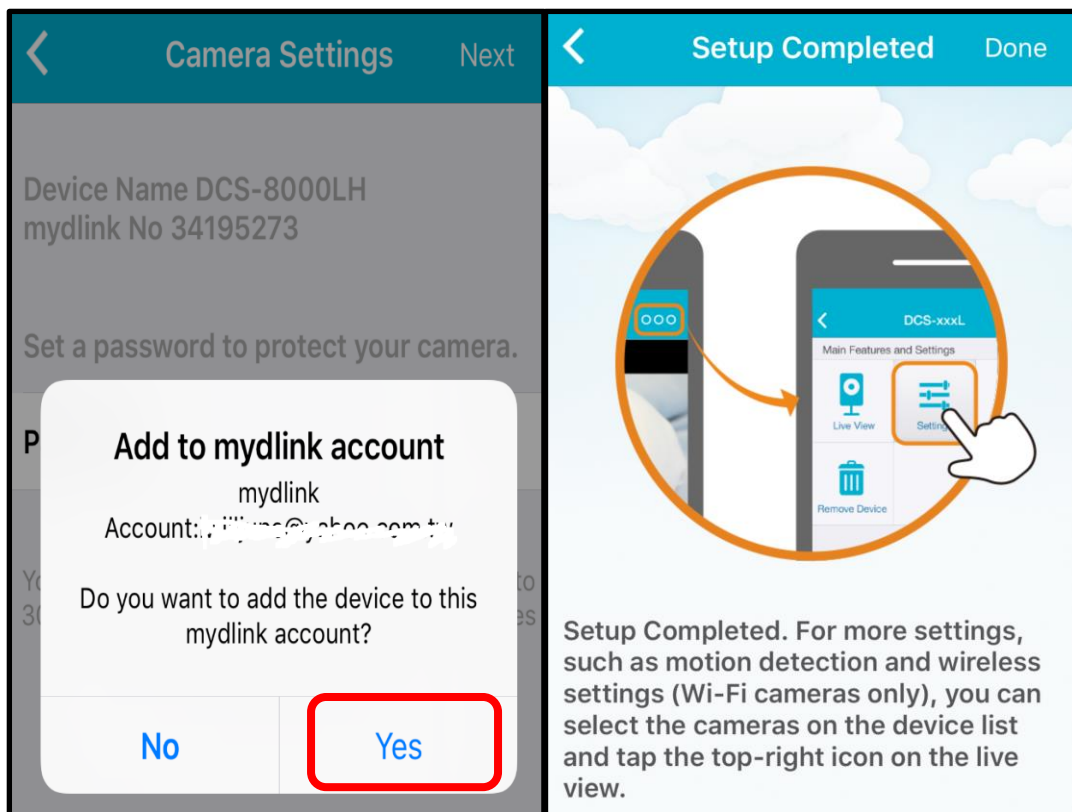 Camera Settings
Next
Device Name DCS-8000LH
mydlink No 34195273
Set a password to protect your camera.
P
Add to mydlink account
mydlink
Account:
Do you want to add the device to this
mydlink account?
No
Yes
Setup Completed
Done
ooo
DCS-xxxL
Main Features and Settings
Live View
Remove Device
Setup Completed. For more settings,
such as motion detection and wireless
settings (Wi-Fi cameras only), you can
select the cameras on the device list
and tap the top-right icon on the live
view.